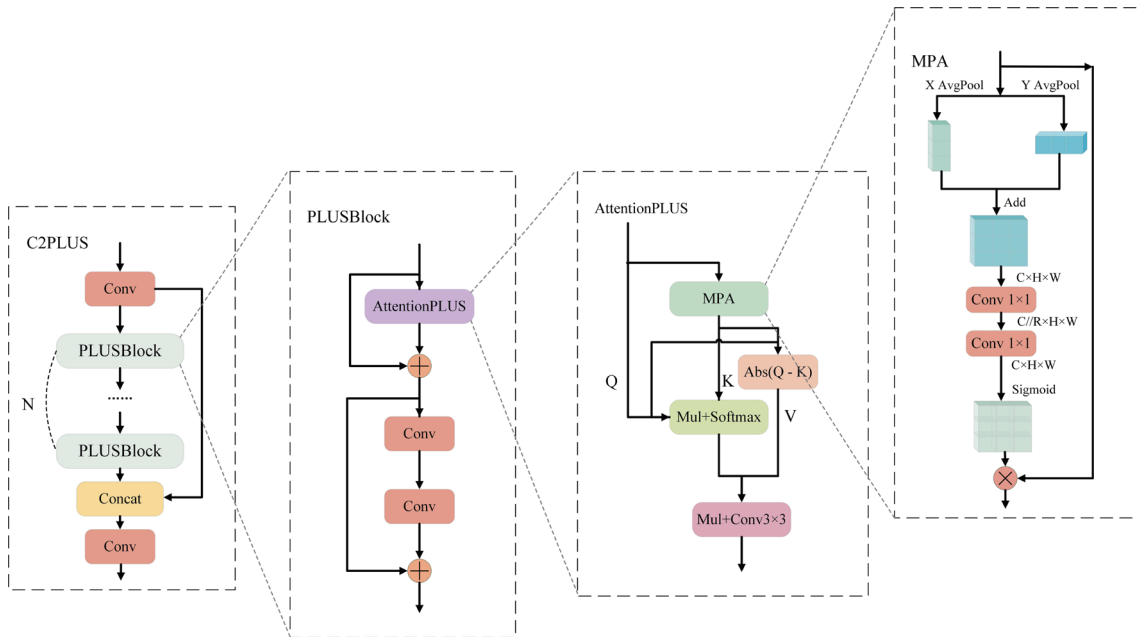 C2PLUS
Conv
PLUSBlock
......
N
PLUSBlock
Concat
Conv
PLUSBlock
AttentionPLUS
+
Conv
Conv
+
AttentionPLUS
MPA
Abs(Q - K)
Q
K
Mul+Softmax
V
Mul+Conv3×3
MPA
X AvgPool
Y AvgPool
Add
C×H×W
Conv 1×1
C//R×H×W
Conv 1×1
C×H×W
Sigmoid
×